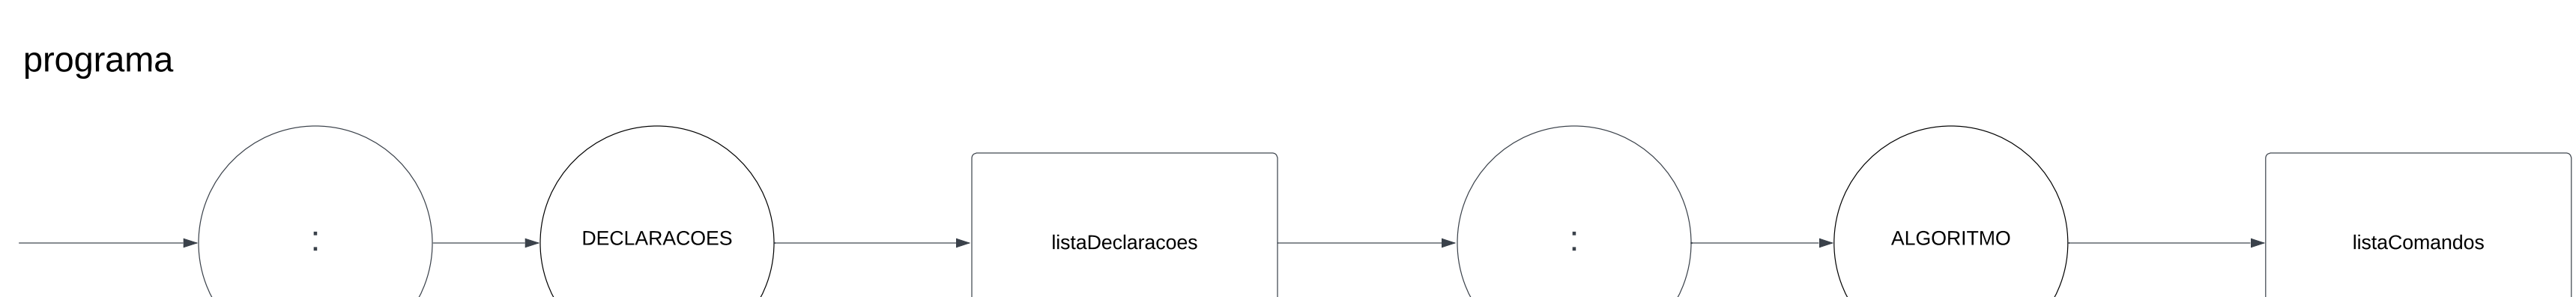 programa
:
DECLARACOES
listaDeclaracoes
:
ALGORITMO
listaComandos